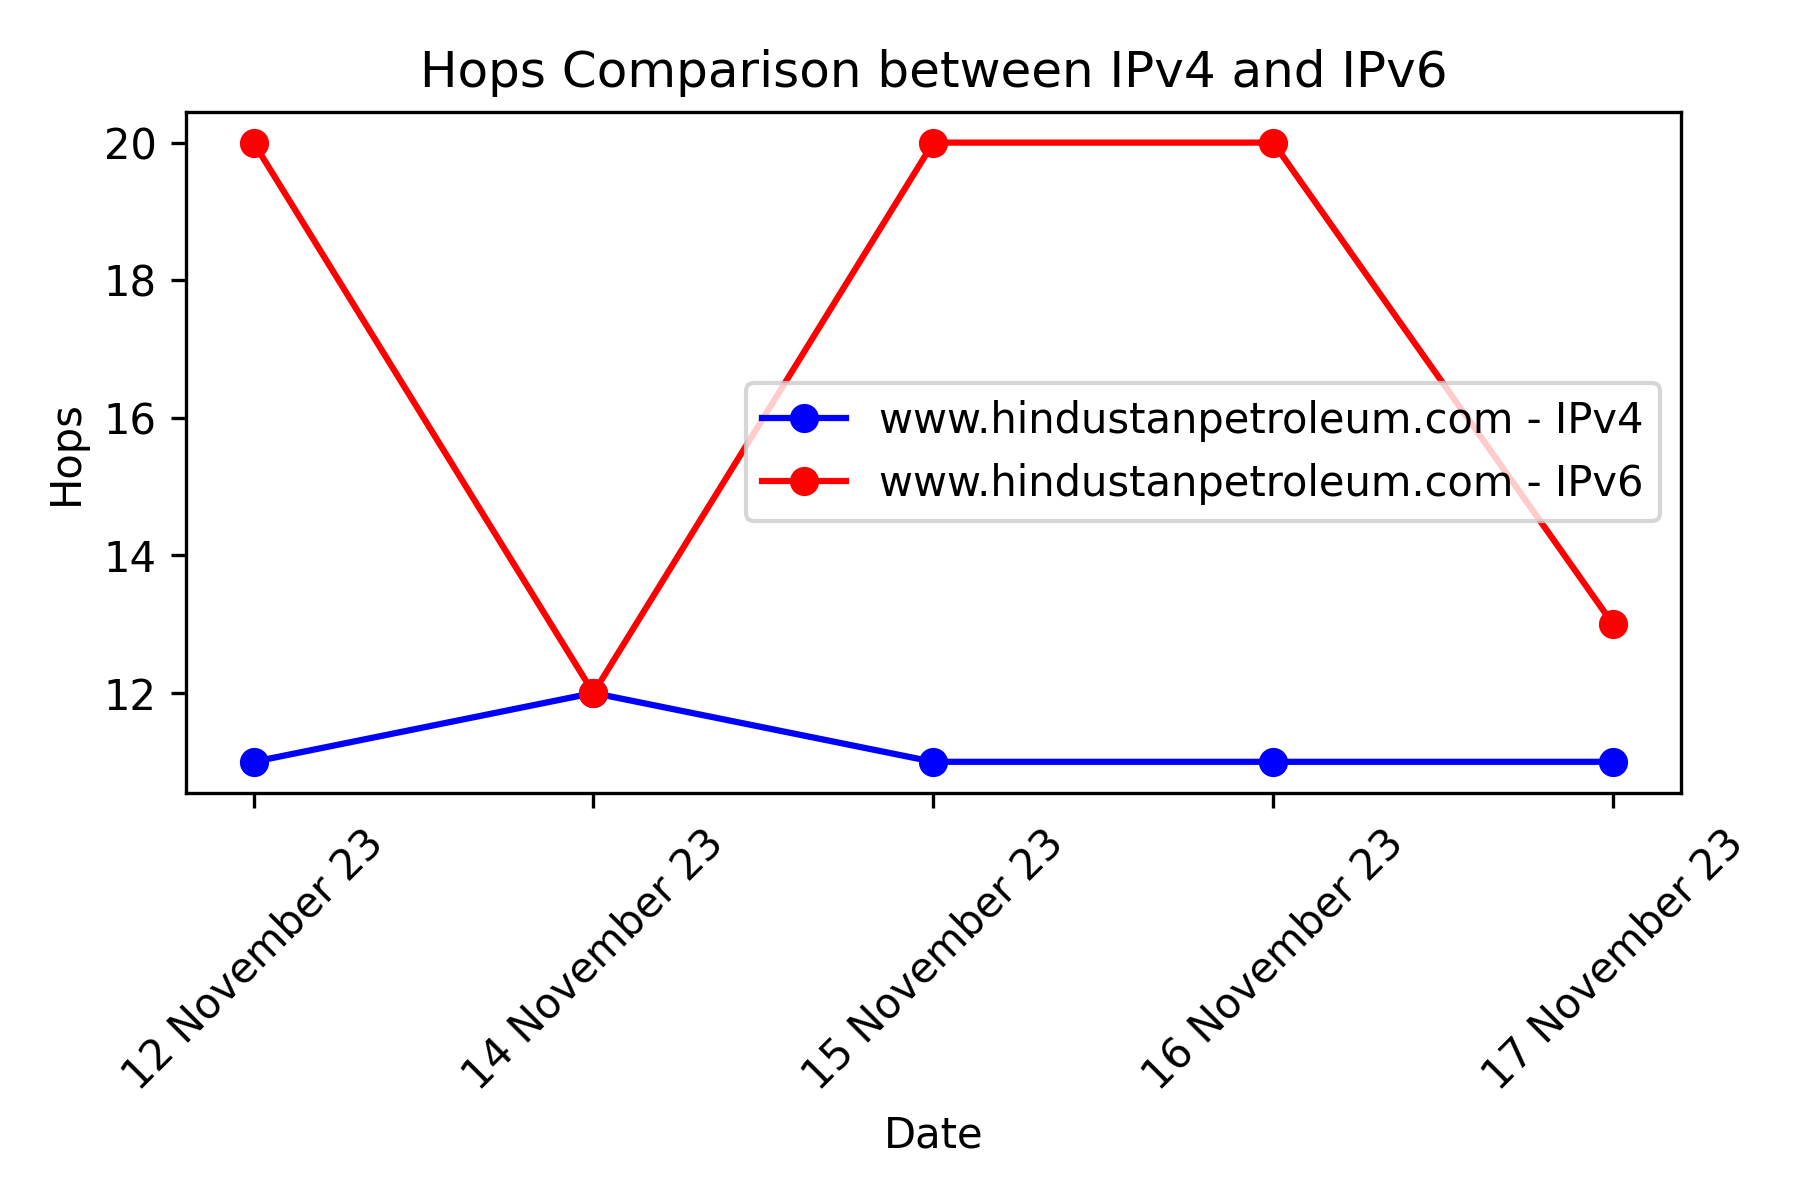 Hops Comparison between IPv4 and IPv6
Hops
20
18
16
14
12
www.hindustanpetroleum.com - IPv4
www.hindustanpetroleum.com - IPv6
12 November 23
14 November 23
15 November 23
16 November 23
17 November 23
Date